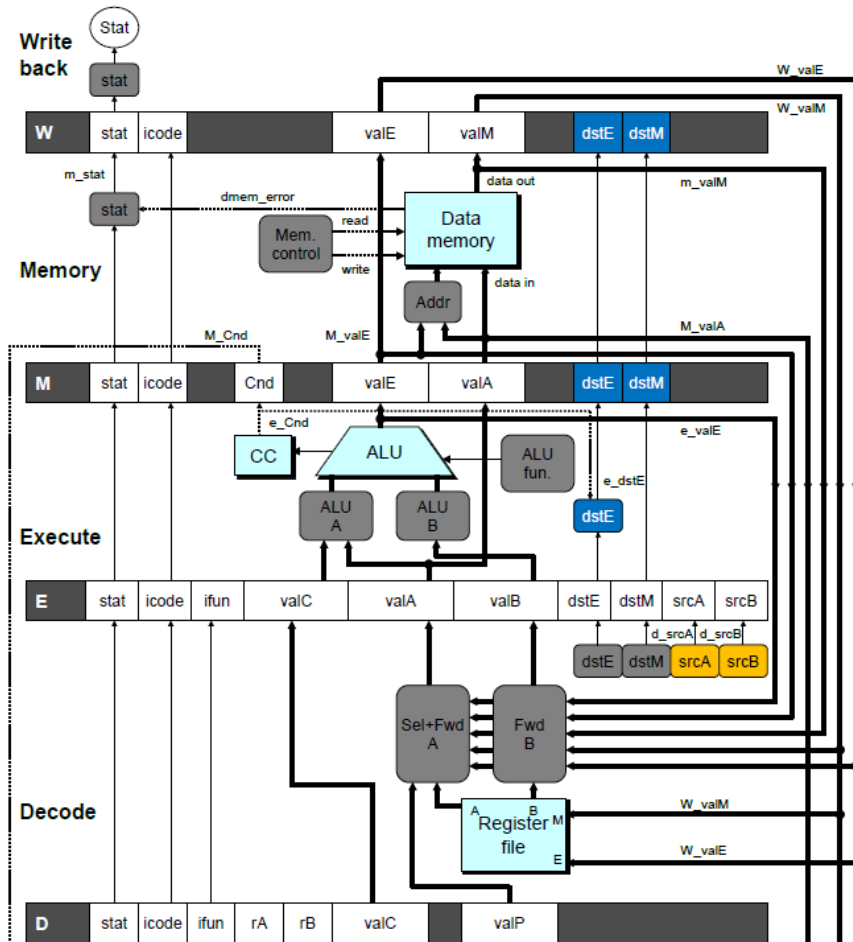 Stat
Write
back
stat
W_valE
W_valM
W stat icode valE valM dstE dstM
m_stat
data out
m_valM
dmem_error
stat
read
Data
memory
Mem.
control
write
Memory
data in
Addr
M_Cnd
M_valE
M_valA
M stat icode Cnd valE valA dstE dstM
e_Cnd
e_valE
CC
ALU
ALU
fun.
e_dstE
ALU
A
ALU
B
dstE
Execute
E stat icode ifun valC valA valB dstE dstM srcA srcB
d_srcA d_srcB
dstE dstM srcA srcB
Sel+Fwd
A
Fwd
B
Decode
A B
W_valM
M
Register
file
W_valE
E
D stat icode ifun rA rB valC valP